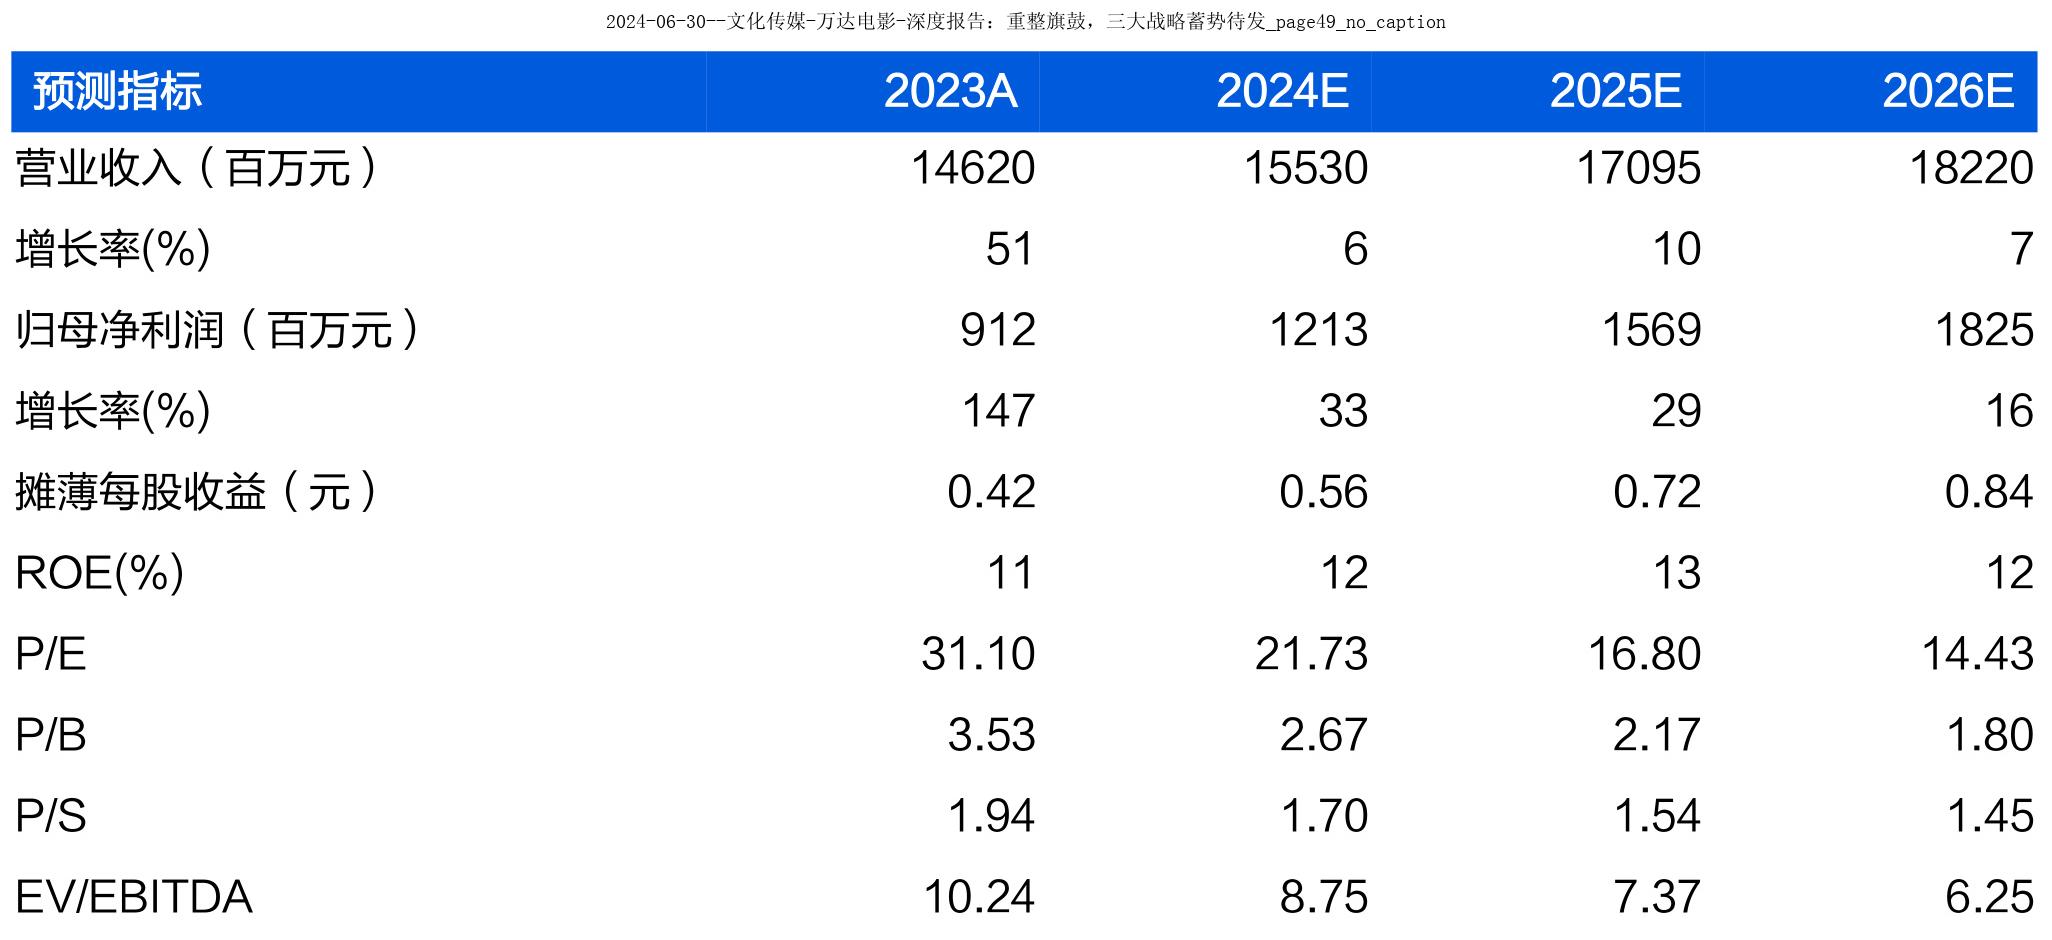 2024-06-30--文化传媒-万达电影-深度报告：重整旗鼓，三大战略蓄势待发_page49_no_caption
预测指标 2023A 2024E 2025E 2026E
营业收入（百万元） 14620 15530 17095 18220
增长率(%) 51 6 10 7
归母净利润（百万元） 912 1213 1569 1825
增长率(%) 147 33 29 16
摊薄每股收益（元） 0.42 0.56 0.72 0.84
ROE(%) 11 12 13 12
P/E 31.10 21.73 16.80 14.43
P/B 3.53 2.67 2.17 1.80
P/S 1.94 1.70 1.54 1.45
EV/EBITDA 10.24 8.75 7.37 6.25